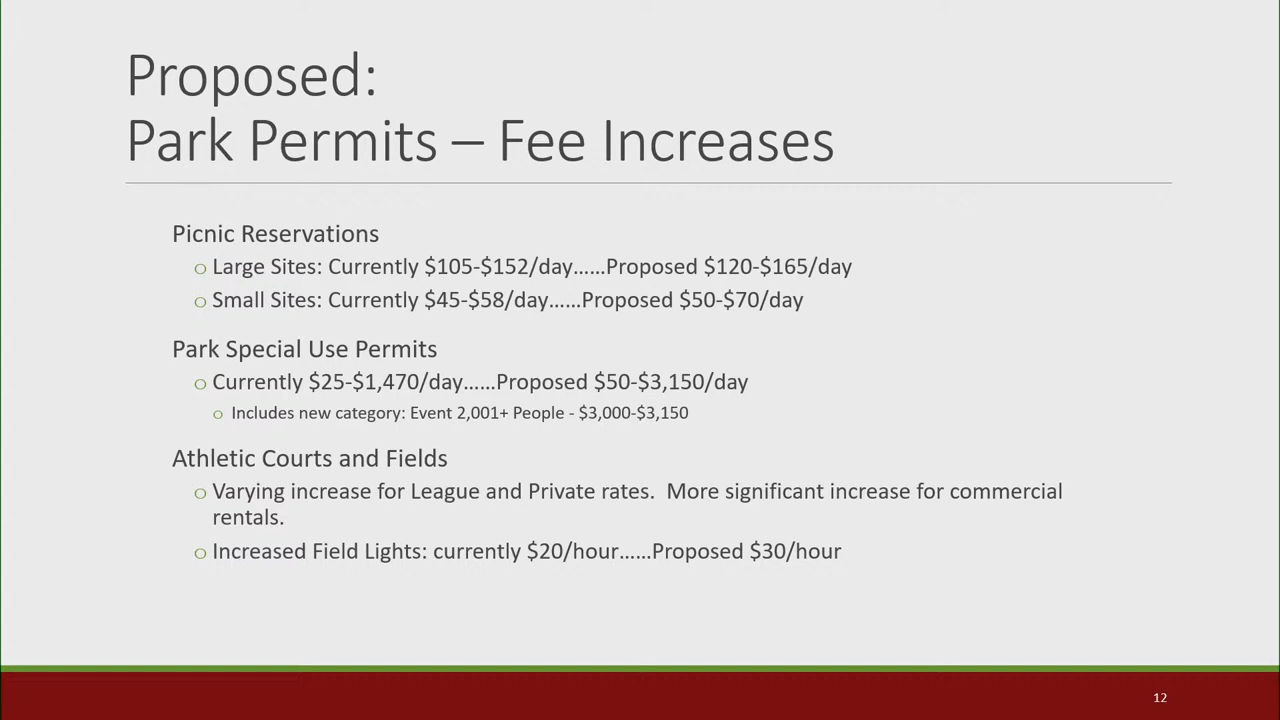 Proposed:
Park Permits – Fee Increases
Picnic Reservations
o Large Sites: Currently $105-$152/day……Proposed $120-$165/day
o Small Sites: Currently $45-$58/day……Proposed $50-$70/day
Park Special Use Permits
o Currently $25-$1,470/day……Proposed $50-$3,150/day
o Includes new category: Event 2,001+ People - $3,000-$3,150
Athletic Courts and Fields
o Varying increase for League and Private rates.  More significant increase for commercial
rentals.
o Increased Field Lights: currently $20/hour……Proposed $30/hour
12